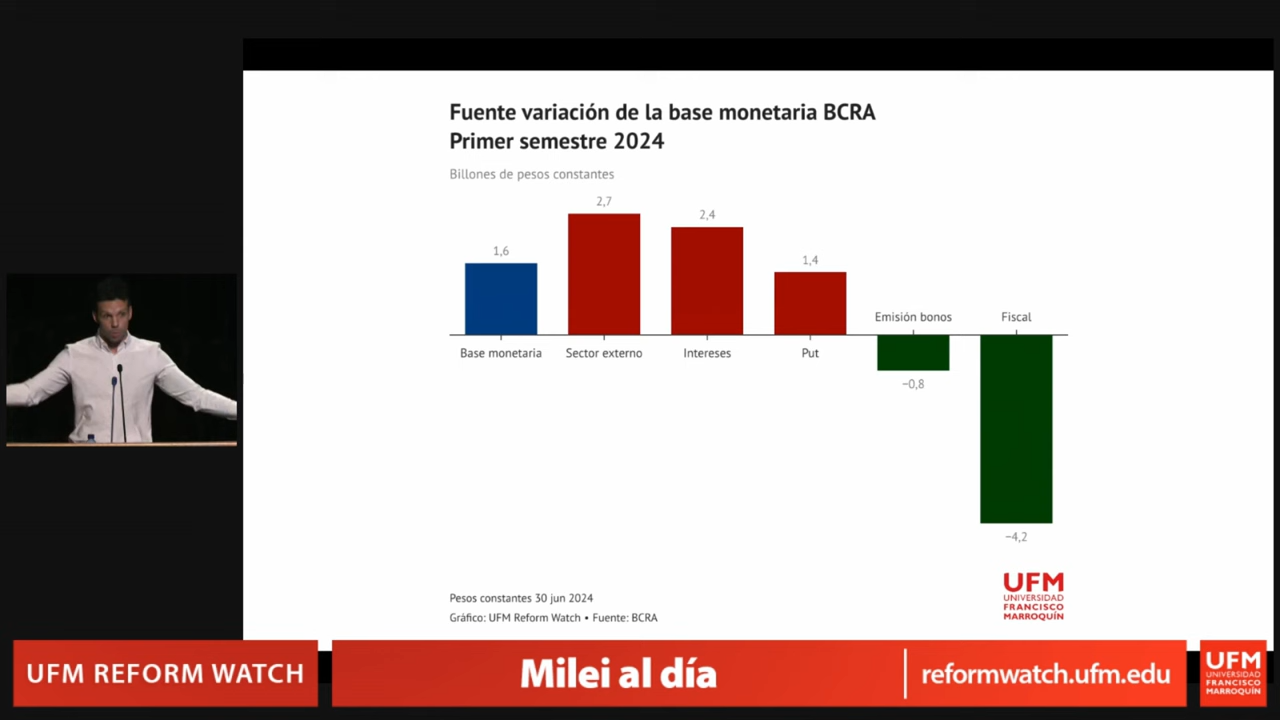 Fuente variación de la base monetaria BCRA
Primer semestre 2024
Billones de pesos constantes
1,6
2,7
2,4
1,4
Emisión bonos
Fiscal
Base monetaria
Sector externo
Intereses
Put
−0,8
−4,2
Pesos constantes 30 jun 2024
Gráfico: UFM Reform Watch • Fuente: BCRA
UFM
UNIVERSIDAD
FRANCISCO
MARROQUÍN
UFM REFORM WATCH
Milei al día
reformwatch.ufm.edu
UFM
UNIVERSIDAD
FRANCISCO
MARROQUÍN